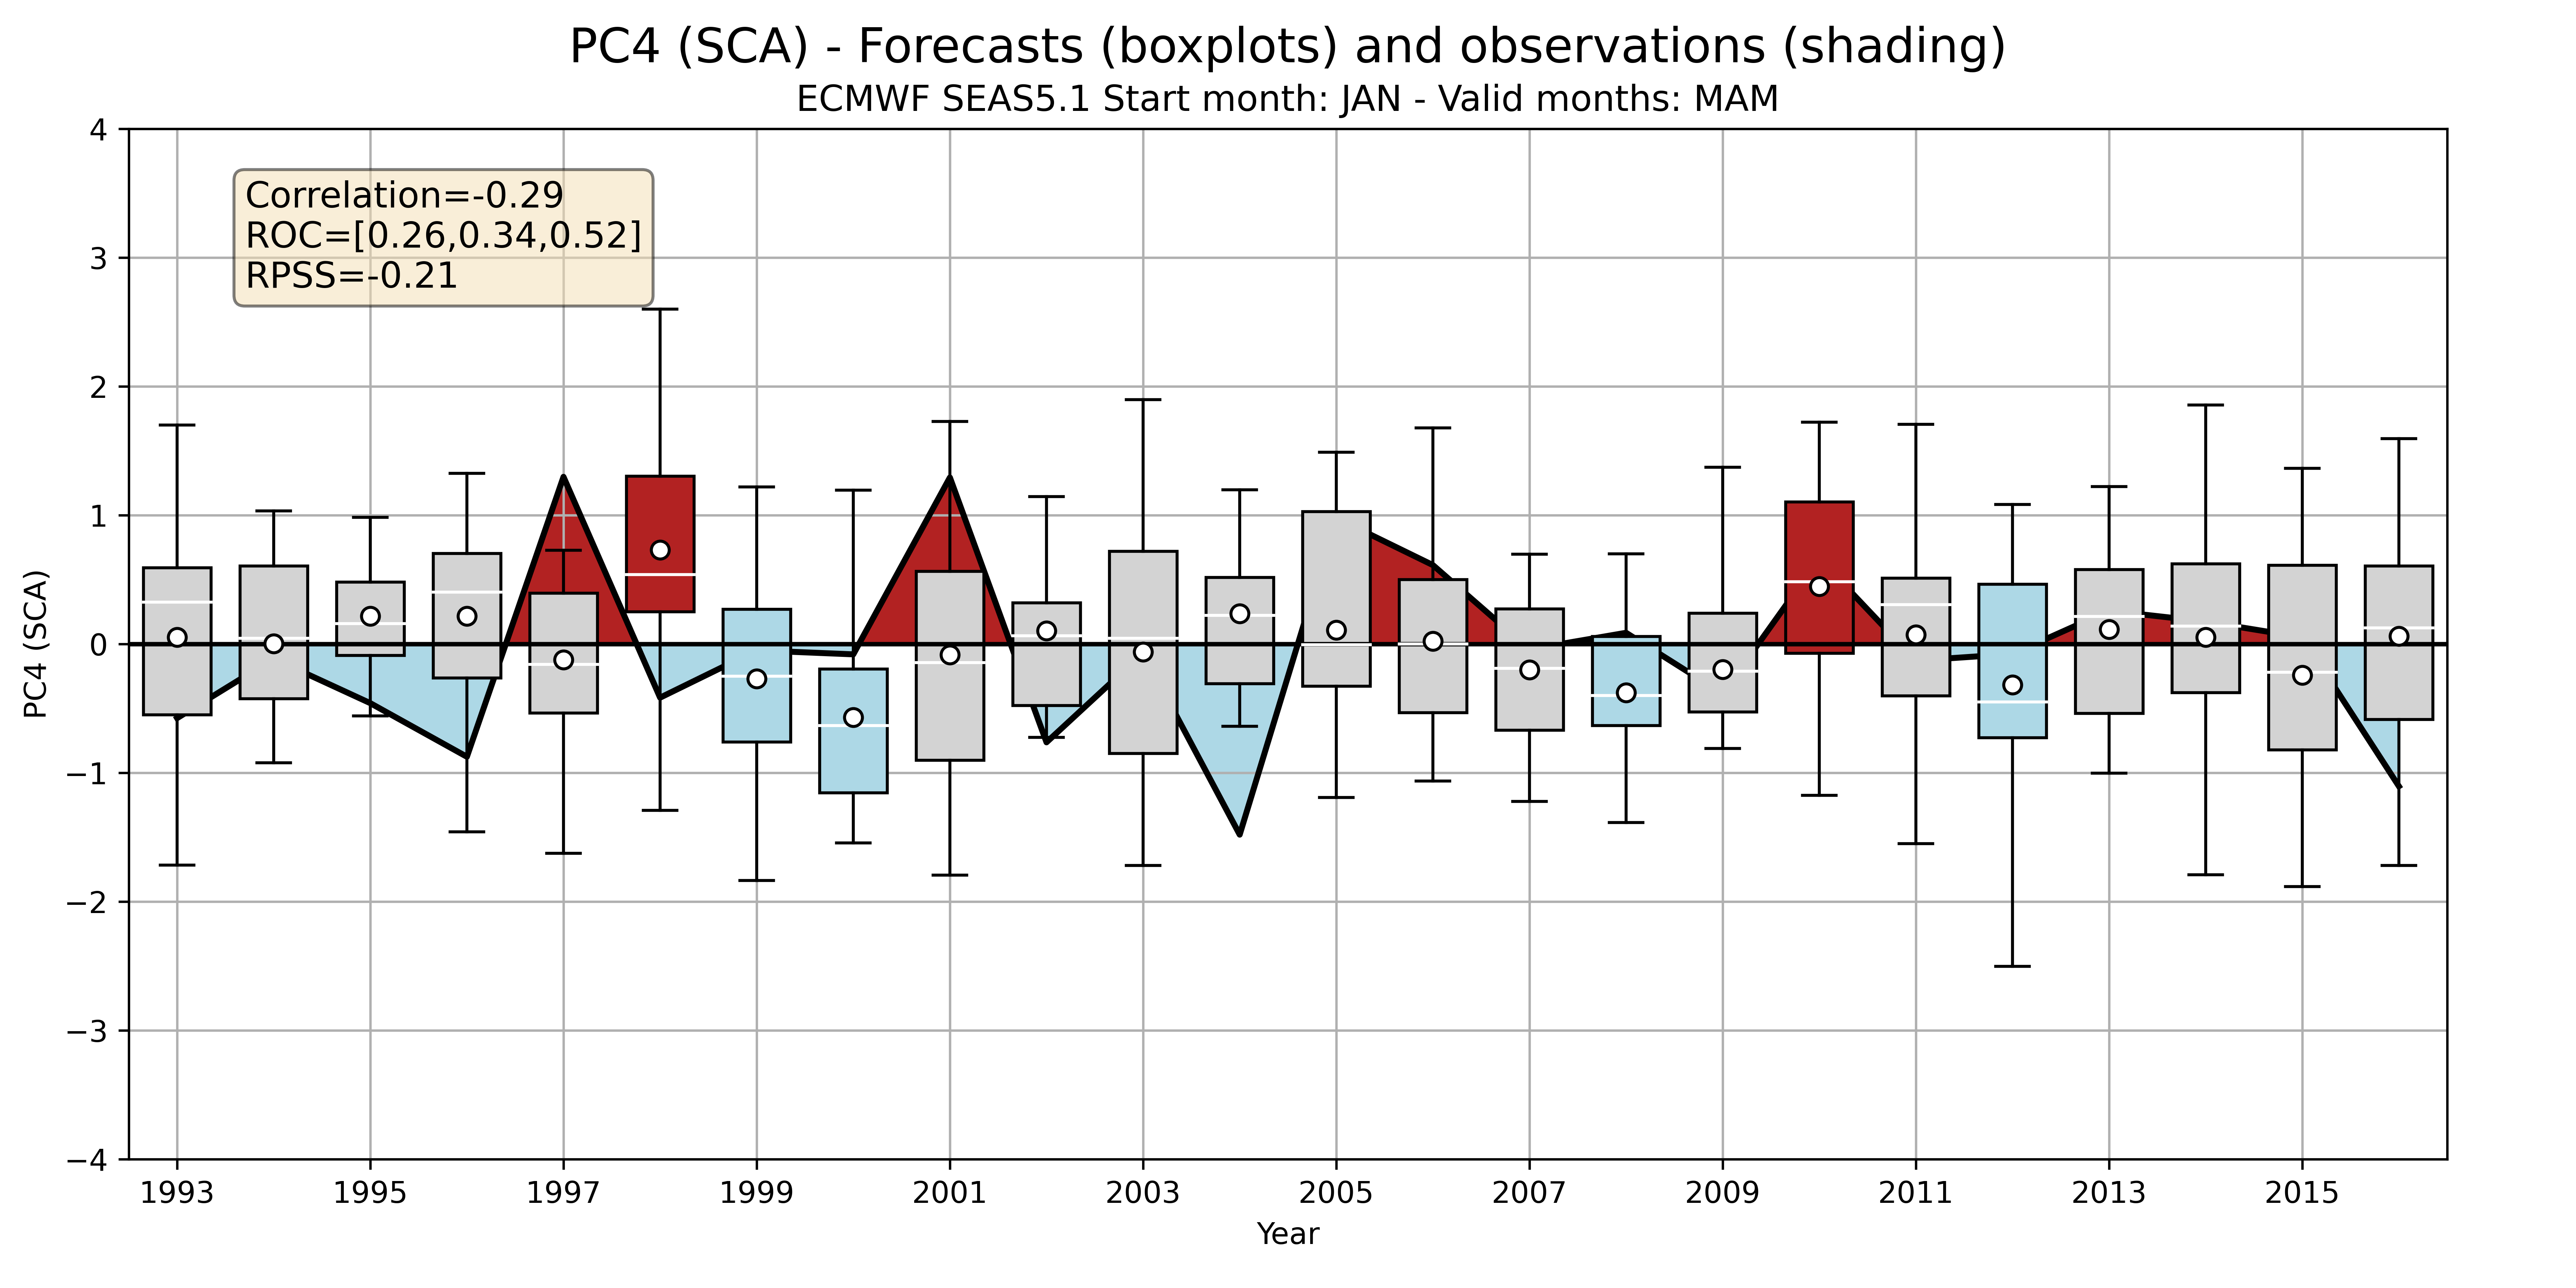 PC4 (SCA) - Forecasts (boxplots) and observations (shading)
ECMWF SEAS5.1 Start month: JAN - Valid months: MAM
Correlation=-0.29
ROC=[0.26,0.34,0.52]
RPSS=-0.21
PC4 (SCA)
4
3
2
1
0
−1
−2
−3
−4
1993 1995 1997 1999 2001 2003 2005 2007 2009 2011 2013 2015
Year